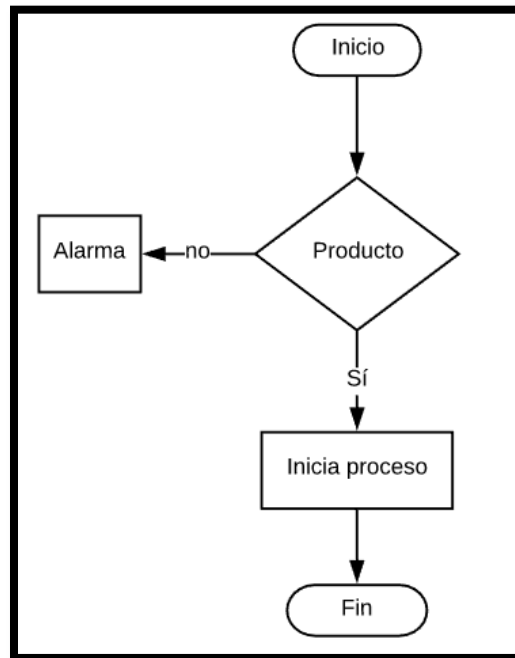 Inicio
Producto
no
Alarma
Sí
Inicia proceso
Fin